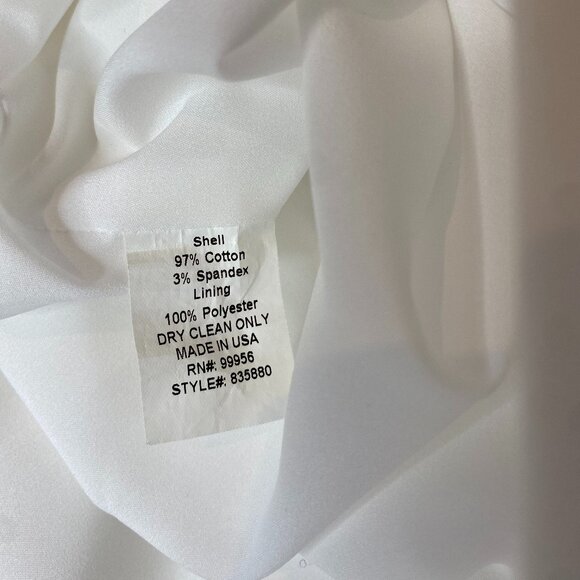 Shell
97% Cotton
3% Spandex
Lining
100% Polyester
DRY CLEAN ONLY
MADE IN USA
RN#: 99956
STYLE#: 835880